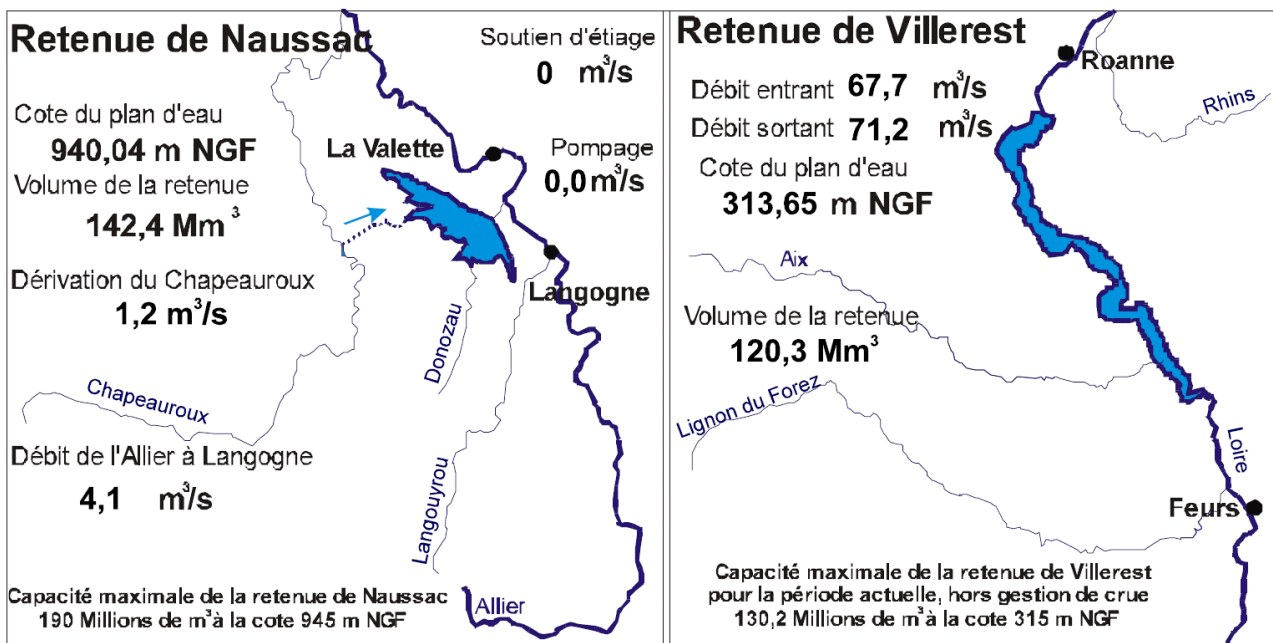 Retenue de Naussac
Soutien d'étiage
0 m³/s
Cote du plan d'eau
940,04 m NGF
La Valette
Pompage
0,0 m³/s
Volume de la retenue
142,4 Mm³
Dérivation du Chapeauroux
1,2 m³/s
Langogne
Donozau
Chapeauroux
Débit de l'Allier à Langogne
4,1 m³/s
Langouyrou
Allier
Capacité maximale de la retenue de Naussac
190 Millions de m³ à la cote 945 m NGF
Retenue de Villerest
Roanne
Débit entrant 67,7 m³/s
Rhins
Débit sortant 71,2 m³/s
Cote du plan d'eau
313,65 m NGF
Aix
Volume de la retenue
120,3 Mm³
Lignon du Forez
Loire
Feurs
Capacité maximale de la retenue de Villerest
pour la période actuelle, hors gestion de crue
130,2 Millions de m³ à la cote 315 m NGF